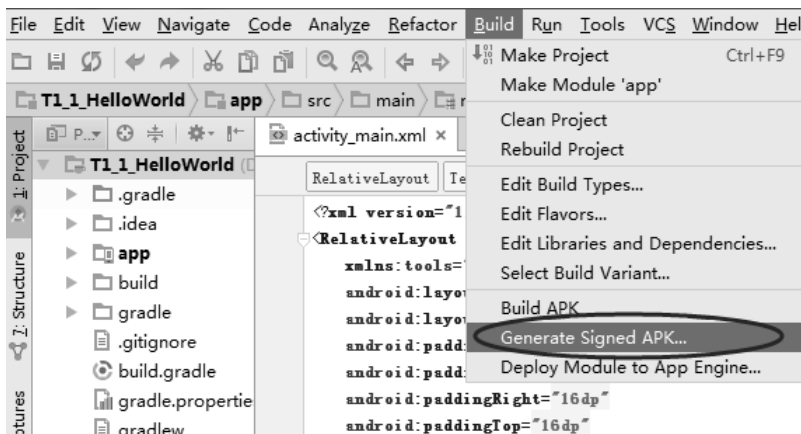 File Edit View Navigate Code Analyze Refactor Build Run Tools VCS Window Hel
T1_1_HelloWorld app src main
Make Project Ctrl+F9
Make Module 'app'
Clean Project
Rebuild Project
Edit Build Types...
Edit Flavors...
Edit Libraries and Dependencies...
Select Build Variant...
Build APK
Generate Signed APK...
Deploy Module to App Engine...
1: Project
7: Structure
P...
T1_1_HelloWorld
.gradle
.idea
app
build
gradle
.gitignore
build.gradle
gradle.propertie
gradlew
activity_main.xml ×
RelativeLayout Te
<?xml version="1
<RelativeLayout
xmlns:tools="
android:layou
android:layou
android:paddi
android:paddi
android:paddingRight="16dp"
android:paddingTop="16dp"